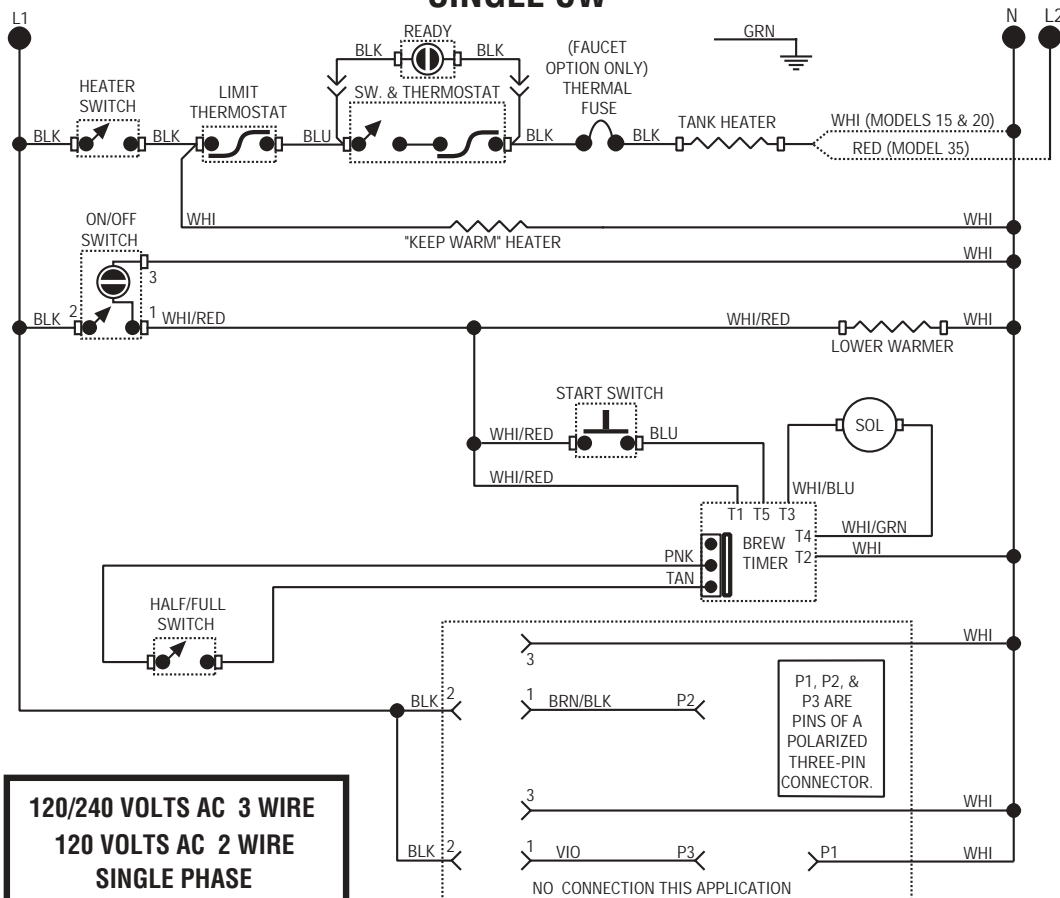 SINGLE 3W
L1
N
L2
READY
BLK
BLK
GRN
(FAUCET
OPTION ONLY)
THERMAL
FUSE
HEATER
SWITCH
LIMIT
THERMOSTAT
SW. & THERMOSTAT
TANK HEATER
WHI (MODELS 15 & 20)
RED (MODEL 35)
BLK
BLK
BLU
BLK
BLK
WHI
"KEEP WARM" HEATER
WHI
ON/OFF
SWITCH
3
WHI
BLK
2
1
WHI/RED
WHI/RED
WHI
LOWER WARMER
START SWITCH
WHI/RED
BLU
SOL
WHI/RED
WHI/BLU
T1
T5
T3
T4
WHI/GRN
BREW
TIMER
T2
WHI
PNK
TAN
HALF/FULL
SWITCH
3
WHI
BLK
2
1
BRN/BLK
P2
P1, P2, &
P3 ARE
PINS OF A
POLARIZED
THREE-PIN
CONNECTOR.
3
WHI
BLK
2
1
VIO
P3
P1
WHI
NO CONNECTION THIS APPLICATION
120/240 VOLTS AC 3 WIRE
120 VOLTS AC 2 WIRE
SINGLE PHASE